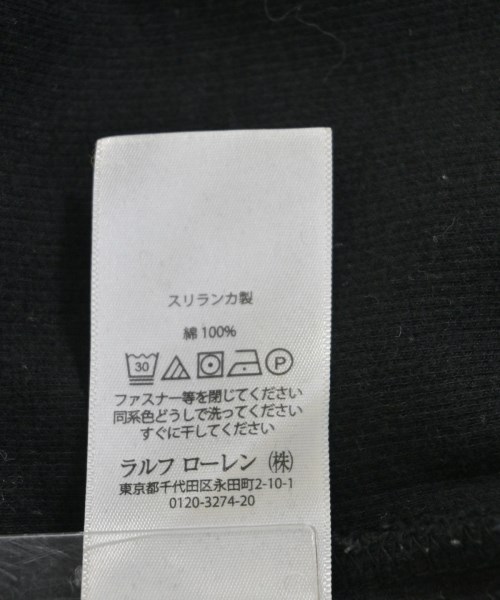 スリランカ製
綿 100%
30 P
ファスナー等を閉じてください
同系色どうしで洗ってください
すぐに干してください
ラルフ ローレン (株)
東京都千代田区永田町2-10-1
0120-3274-20